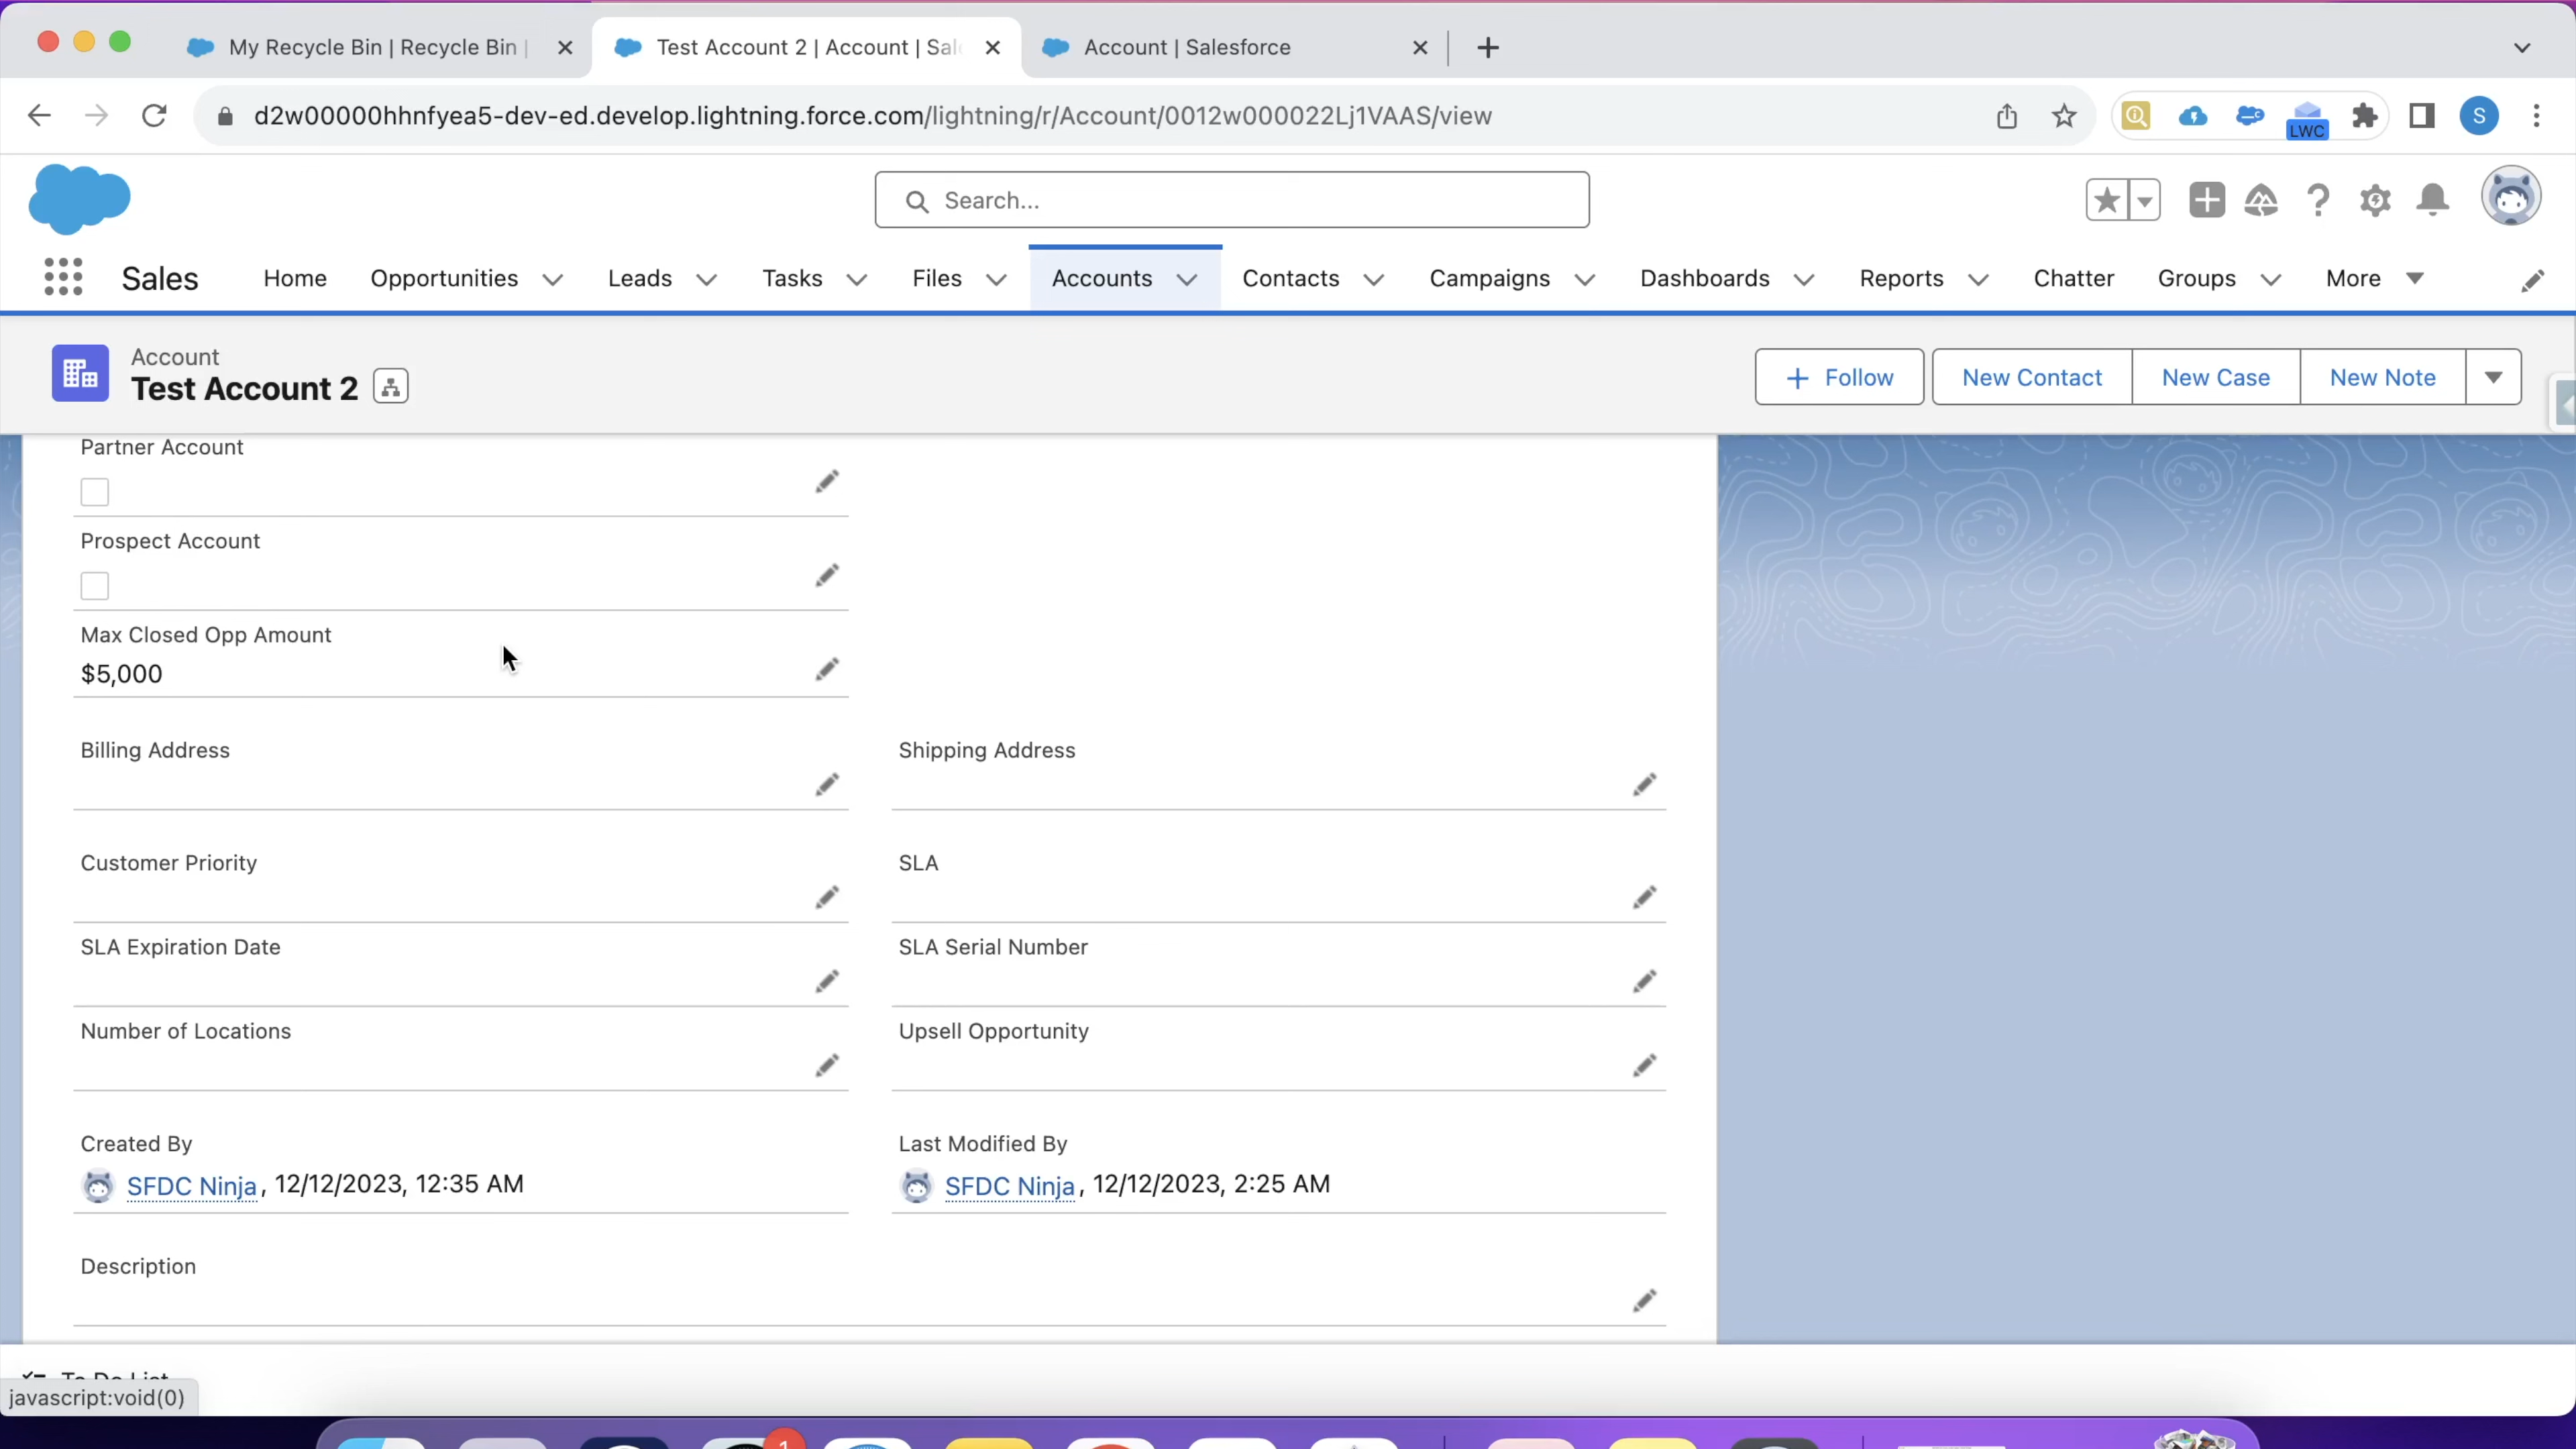 My Recycle Bin | Recycle Bin |
Test Account 2 | Account | Sal
Account | Salesforce
d2w00000hhnfyea5-dev-ed.develop.lightning.force.com/lightning/r/Account/0012w000022Lj1VAAS/view
LWC
S
Search...
Sales
Home
Opportunities
Leads
Tasks
Files
Accounts
Contacts
Campaigns
Dashboards
Reports
Chatter
Groups
More
Account
Test Account 2
Follow
New Contact
New Case
New Note
Partner Account
Prospect Account
Max Closed Opp Amount
$5,000
Billing Address
Shipping Address
Customer Priority
SLA
SLA Expiration Date
SLA Serial Number
Number of Locations
Upsell Opportunity
Created By
Last Modified By
SFDC Ninja, 12/12/2023, 12:35 AM
SFDC Ninja, 12/12/2023, 2:25 AM
Description
To Do List
javascript:void(0)
1